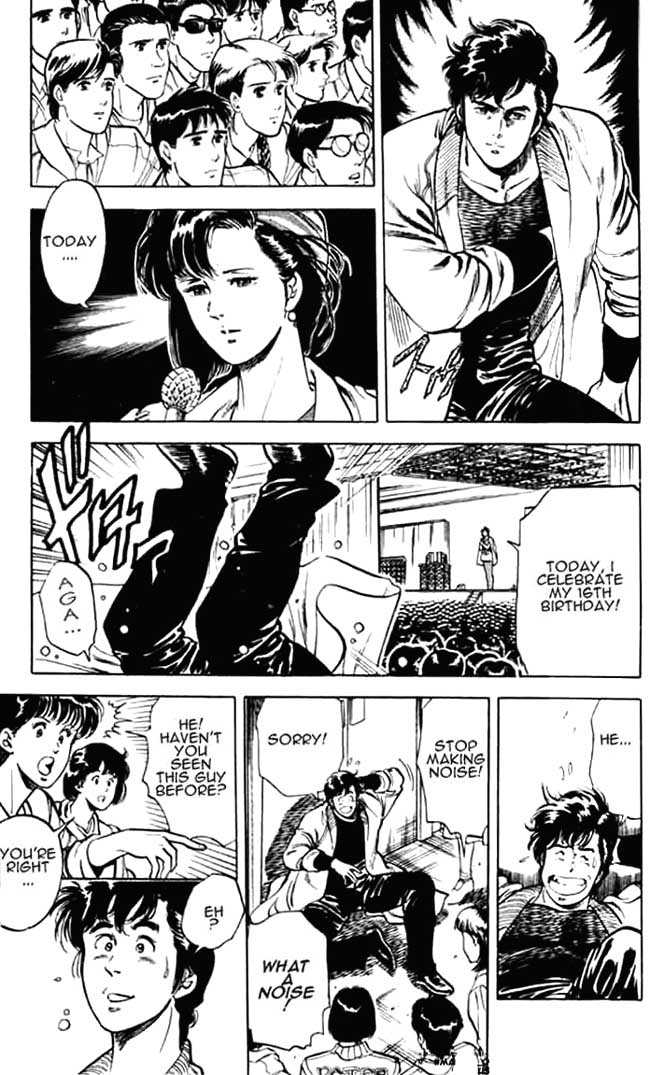 TODAY
....
TODAY, I
CELEBRATE
MY 16TH
BIRTHDAY!
AGA...
HE...
STOP
MAKING
NOISE!
SORRY!
WHAT
A
NOISE
!
HE!
HAVEN'T
YOU
SEEN
THIS GUY
BEFORE?
YOU'RE
RIGHT
...
EH
?